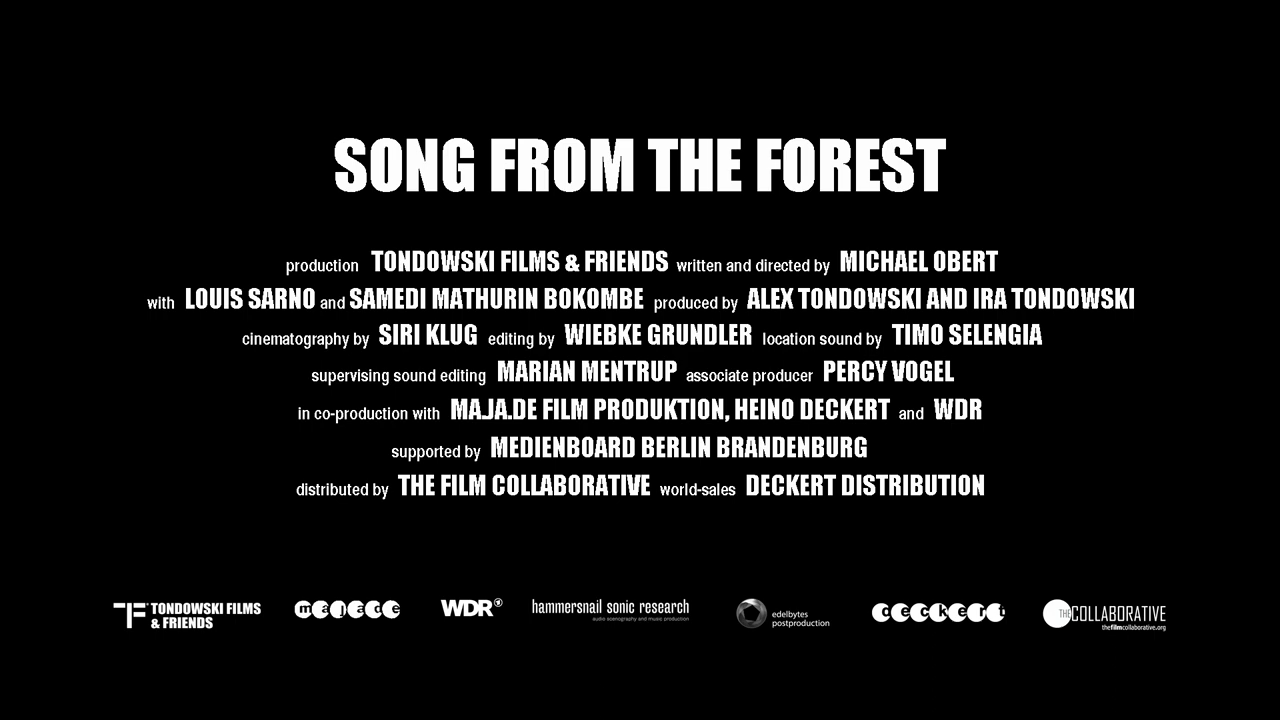 SONG FROM THE FOREST
production TONDOWSKI FILMS & FRIENDS written and directed by MICHAEL OBERT
with LOUIS SARNO and SAMEDI MATHURIN BOKOMBE produced by ALEX TONDOWSKI AND IRA TONDOWSKI
cinematography by SIRI KLUG editing by WIEBKE GRUNDLER location sound by TIMO SELENGIA
supervising sound editing MARIAN MENTRUP associate producer PERCY VOGEL
in co-production with MAJA.DE FILM PRODUKTION, HEINO DECKERT and WDR
supported by MEDIENBOARD BERLIN BRANDENBURG
distributed by THE FILM COLLABORATIVE world-sales DECKERT DISTRIBUTION
TF TONDOWSKI FILMS
& FRIENDS
majade
WDR
hammersnail sonic research
audio scenography and music production
edelbytes
postproduction
deckert
THE COLLABORATIVE
thefilmcollaborative.org